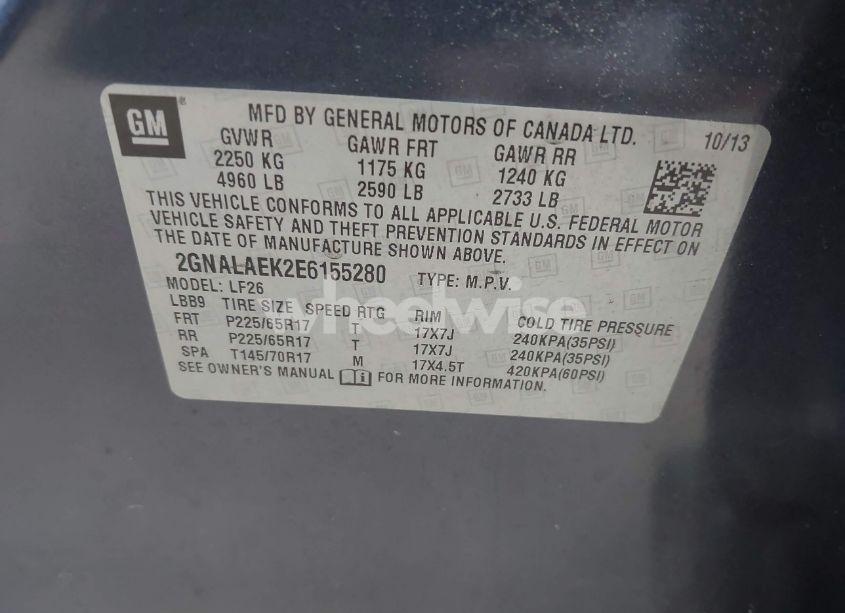 GM ®
MFD BY GENERAL MOTORS OF CANADA LTD. 10/13
GVWR GAWR FRT GAWR RR
2250 KG 1175 KG 1240 KG
4960 LB 2590 LB 2733 LB
THIS VEHICLE CONFORMS TO ALL APPLICABLE U.S. FEDERAL MOTOR
VEHICLE SAFETY AND THEFT PREVENTION STANDARDS IN EFFECT ON
THE DATE OF MANUFACTURE SHOWN ABOVE.
2GNALAEK2E6155280 TYPE: M.P.V.
MODEL: LF26
LBB9 TIRE SIZE SPEED RTG RIM COLD TIRE PRESSURE
FRT P225/65R17 T 17X7J 240KPA(35PSI)
RR P225/65R17 T 17X7J 240KPA(35PSI)
SPA T145/70R17 M 17X4.5T 420KPA(60PSI)
SEE OWNER'S MANUAL FOR MORE INFORMATION.
wheelwise